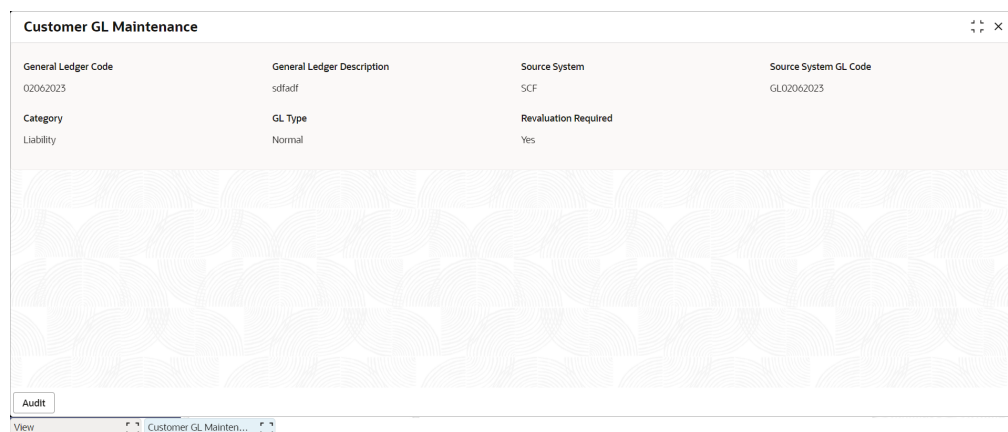 Customer GL Maintenance
General Ledger Code General Ledger Description Source System Source System GL Code
02062023 sdfadf SCF GL02062023
Category GL Type Revaluation Required
Liability Normal Yes
Audit
View Customer GL Mainten...